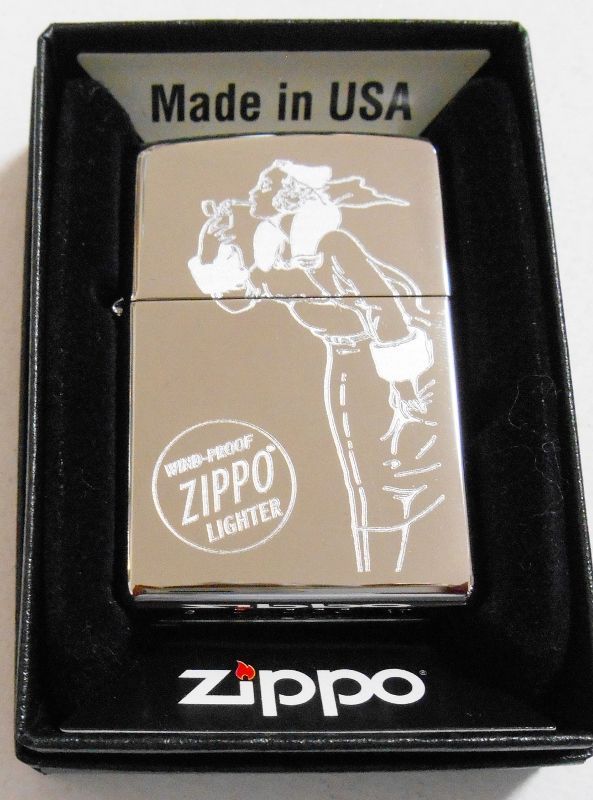 Made in USA
WIND-PROOF
ZIPPO
LIGHTER
zippo